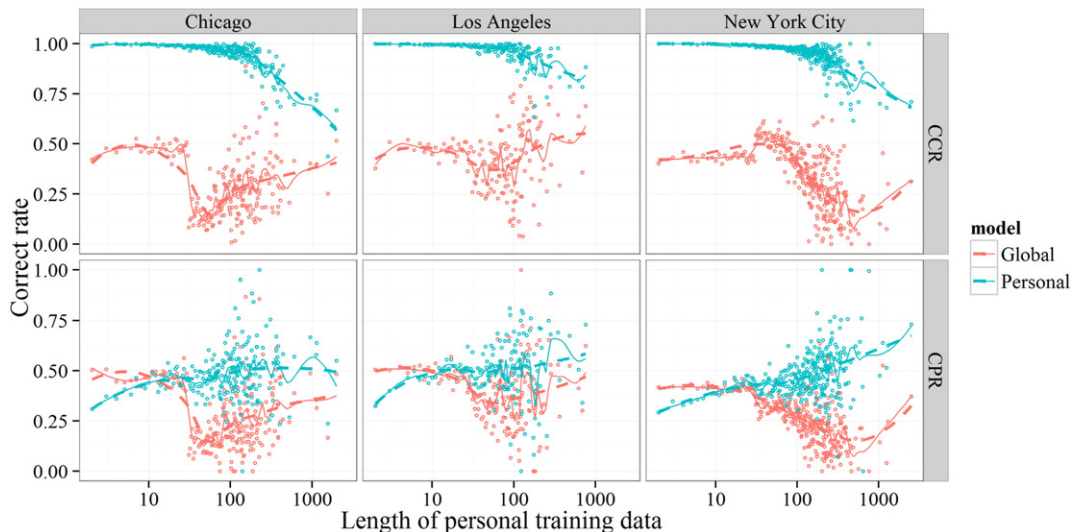 Chicago Los Angeles New York City
1.00
0.75
0.50
0.25
0.00
CCR
1.00
0.75
0.50
0.25
0.00
CPR
Correct rate
10 100 1000 10 100 1000 10 100 1000
Length of personal training data
model
Global
Personal